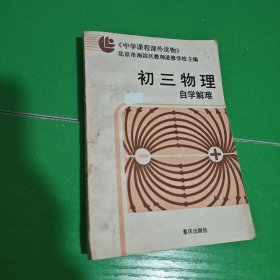 《中学课程课外读物》
北京市海淀区教师进修学校主编
初三物理
自学解难
重庆出版社